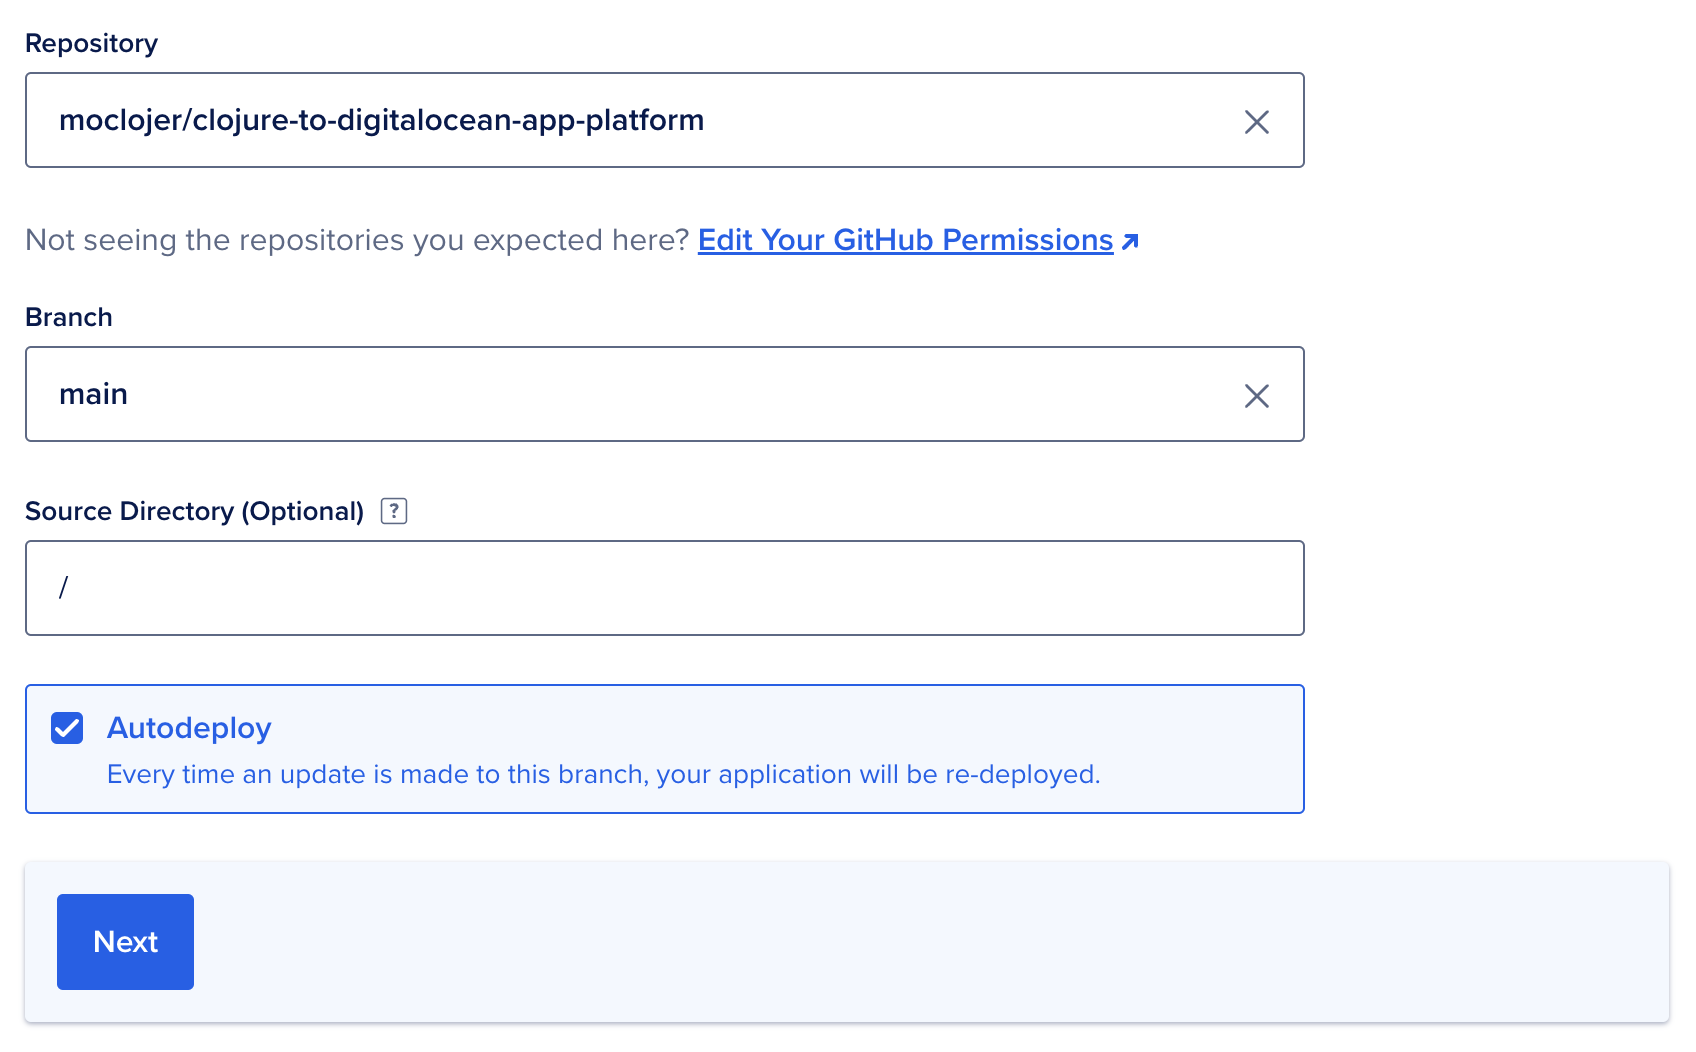 Repository
moclojer/clojure-to-digitalocean-app-platform
Not seeing the repositories you expected here? Edit Your GitHub Permissions
Branch
main
Source Directory (Optional) ?
/
Autodeploy
Every time an update is made to this branch, your application will be re-deployed.
Next